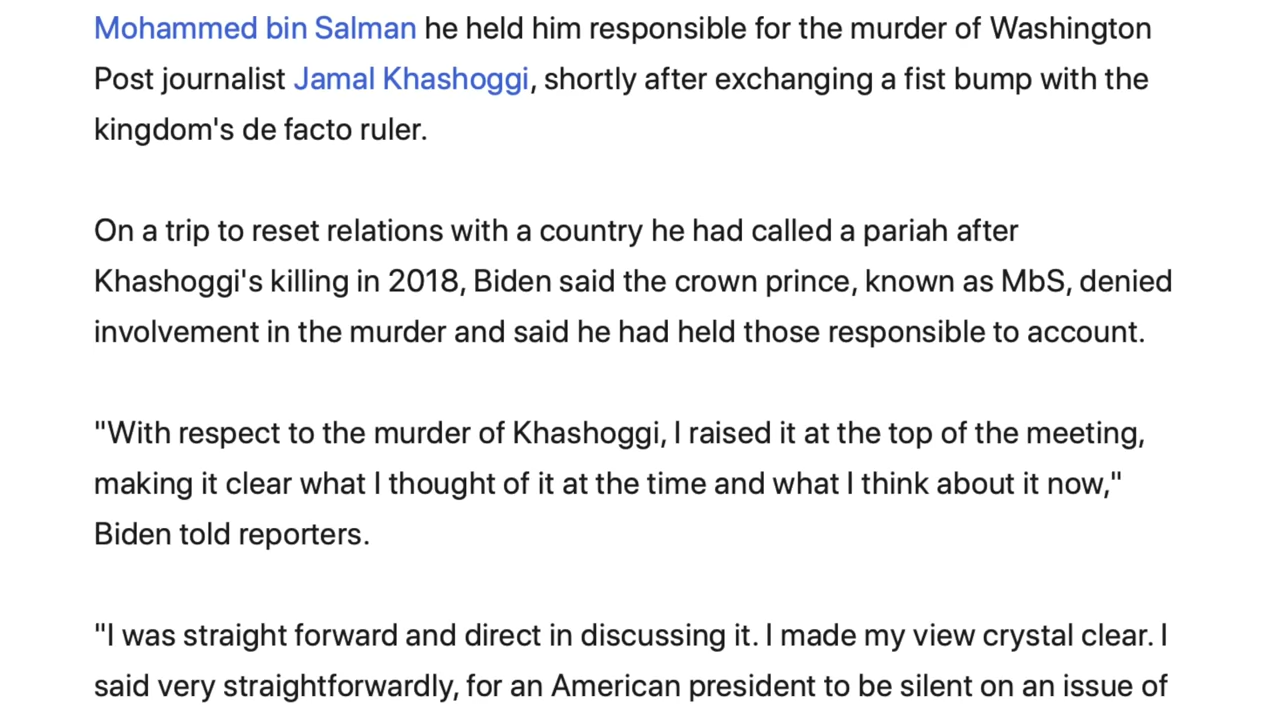 Mohammed bin Salman he held him responsible for the murder of Washington
Post journalist Jamal Khashoggi, shortly after exchanging a fist bump with the
kingdom's de facto ruler.
On a trip to reset relations with a country he had called a pariah after
Khashoggi's killing in 2018, Biden said the crown prince, known as MbS, denied
involvement in the murder and said he had held those responsible to account.
"With respect to the murder of Khashoggi, I raised it at the top of the meeting,
making it clear what I thought of it at the time and what I think about it now,"
Biden told reporters.
"I was straight forward and direct in discussing it. I made my view crystal clear. I
said very straightforwardly, for an American president to be silent on an issue of